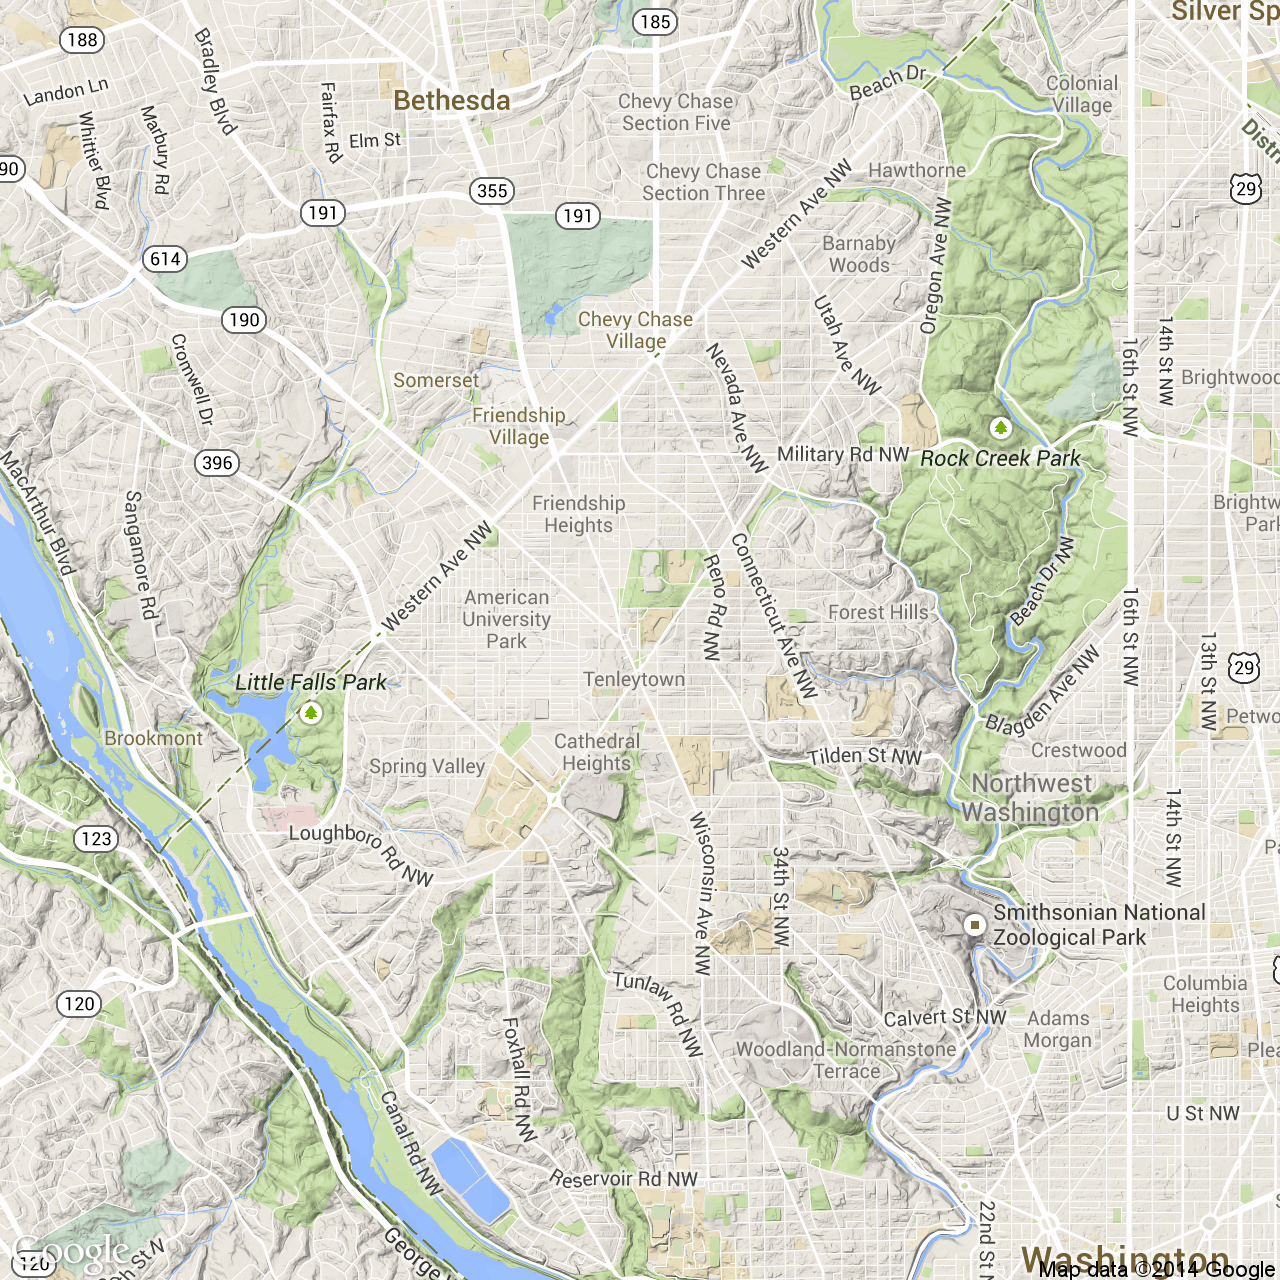 Silver Sp
188
185
Bradley Blvd
Landon Ln
Bethesda
Chevy Chase
Section Five
Beach Dr
Colonial
Village
Whittier Blvd
Marbury Rd
Fairfax Rd
Elm St
Distri
90
355
Chevy Chase
Section Three
Western Ave NW
Hawthorne
29
191
191
Barnaby
Woods
Oregon Ave NW
614
190
Chevy Chase
Village
Utah Ave NW
16th St NW
14th St NW
Cromwell Dr
Somerset
Nevada Ave NW
Brightwood
Friendship
Village
Military Rd NW
Rock Creek Park
396
MacArthur Blvd
Sangamore Rd
Friendship
Heights
Brightw
Park
Western Ave NW
Reno Rd NW
Connecticut Ave NW
Beach Dr NW
American
University
Park
Forest Hills
16th St NW
13th St NW
29
Little Falls Park
Tenleytown
Blagden Ave NW
Petwo
Brookmont
Cathedral
Heights
Crestwood
Spring Valley
Tilden St NW
Northwest
Washington
123
Loughboro Rd NW
Wisconsin Ave NW
34th St NW
14th St NW
Pa
Smithsonian National
Zoological Park
120
Tunlaw Rd NW
Columbia
Heights
Foxhall Rd NW
Calvert St NW
Adams
Morgan
Woodland-Normanstone
Terrace
Plea
Canal Rd NW
U St NW
Reservoir Rd NW
22nd St N
George
Google
120
th St N
Washington
Map data ©2014 Google